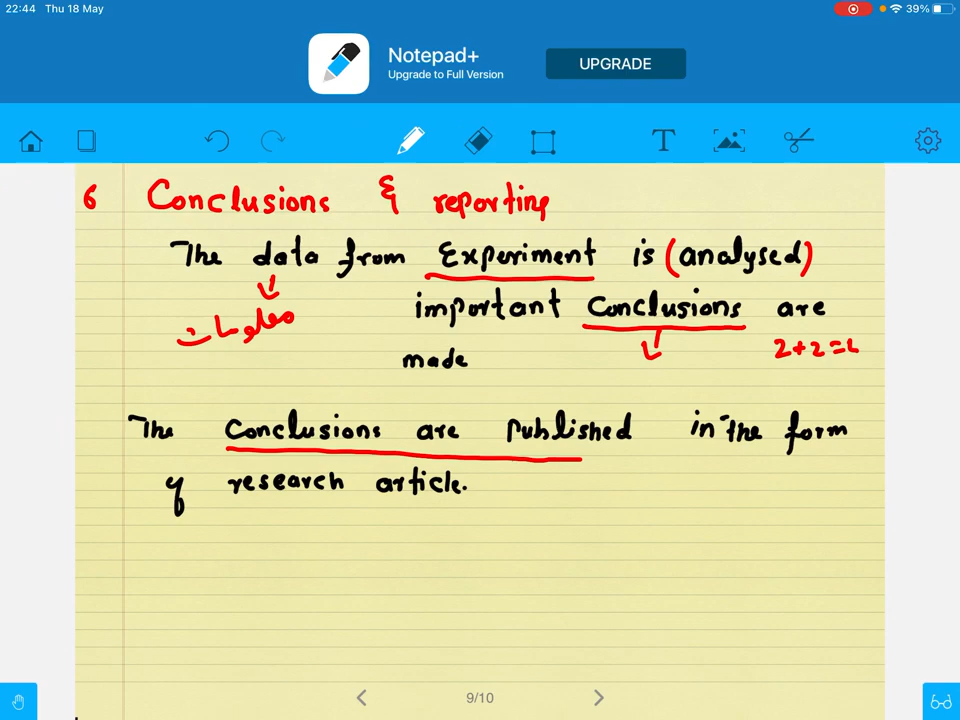 22:44 Thu 18 May
39%
Notepad+
Upgrade to Full Version
UPGRADE
T
6 Conclusions & reporting
The data from Experiment is (analysed)
important Conclusions are
معلومات
2+2=4
made
The Conclusions are Published in the form
of research article.
9/10